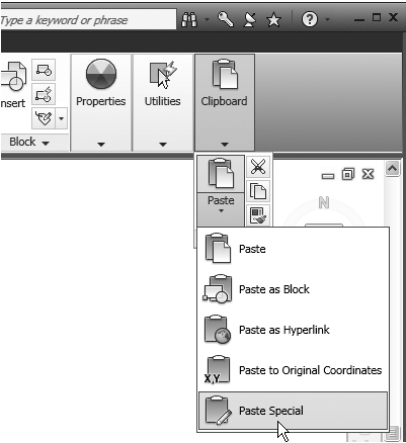 Type a keyword or phrase
nsert
Properties
Utilities
Clipboard
Block
Paste
N
Paste
Paste as Block
Paste as Hyperlink
X,Y
Paste to Original Coordinates
Paste Special